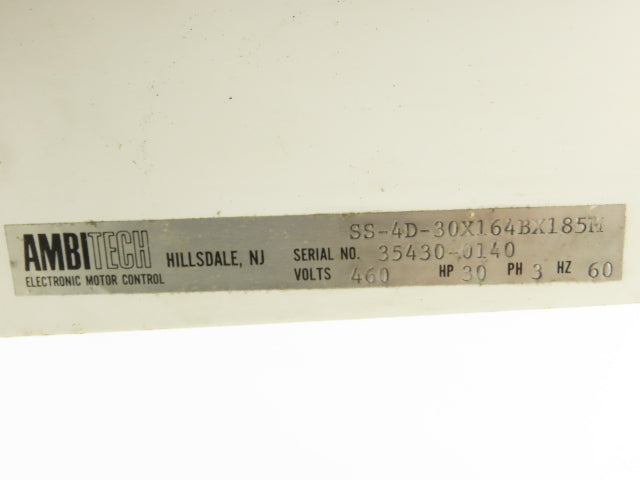 SS-4D-30X164BX185M
AMBITECH HILLSDALE, NJ SERIAL NO. 35430-0140
ELECTRONIC MOTOR CONTROL VOLTS 460 HP 30 PH 3 HZ 60